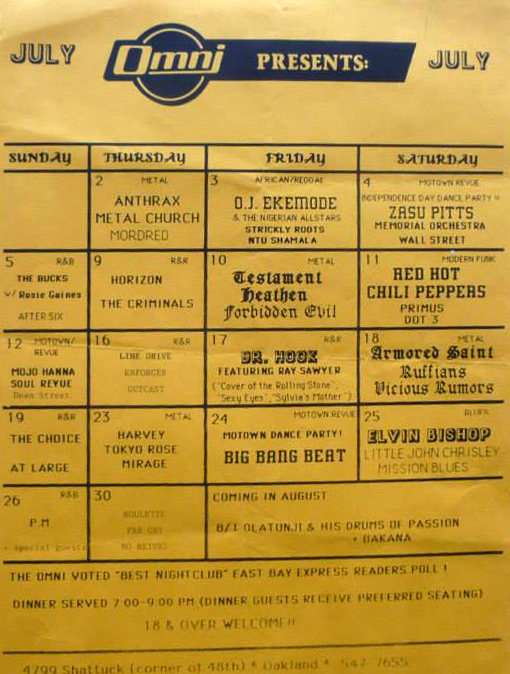 JULY
Omni
PRESENTS:
JULY
SUNDAY THURSDAY FRIDAY SATURDAY
2 METAL
ANTHRAX
METAL CHURCH
MORDRED
3 AFRICAN/REGGAE
O.J. EKEMODE
& THE NIGERIAN ALLSTARS
STRICKLY ROOTS
NTU SHAMALA
4 MOTOWN REVUE
INDEPENDENCE DAY DANCE PARTY !!
ZASU PITTS
MEMORIAL ORCHESTRA
WALL STREET
5 R&B
THE BUCKS
w/ Rosie Gaines
AFTER SIX
9 R&R
HORIZON
THE CRIMINALS
10 METAL
Testament
Heathen
Forbidden Evil
11 MODERN FUNK
RED HOT
CHILI PEPPERS
PRIMUS
DOT 3
12 MOTOWN/
REVUE
MOJO HANNA
SOUL REVUE
Dean Street
16 R&R
LINE DRIVE
ENFORCER
OUTCAST
17 R&R
DR. HOOK
FEATURING RAY SAWYER
("Cover of the Rolling Stone",
"Sexy Eyes", "Sylvia's Mother")
18 METAL
Armored Saint
Ruffians
Vicious Rumors
19 R&R
THE CHOICE
AT LARGE
23 METAL
HARVEY
TOKYO ROSE
MIRAGE
24 MOTOWN REVUE
MOTOWN DANCE PARTY!
BIG BANG BEAT
25 BLUES
ELVIN BISHOP
LITTLE JOHN CHRISLEY
MISSION BLUES
26 R&B
P.M
+ special guests
30
ROULETTE
FAR CRY
NO RETURN
COMING IN AUGUST
OLATUNJI & HIS DRUMS OF PASSION
+ BAKANA
THE OMNI VOTED "BEST NIGHTCLUB" EAST BAY EXPRESS READERS POLL !
DINNER SERVED 7:00-9:00 PM (DINNER GUESTS RECEIVE PREFERRED SEATING)
18 & OVER WELCOME!!
4799 Shattuck (corner of 48th) * Oakland * 547-7655